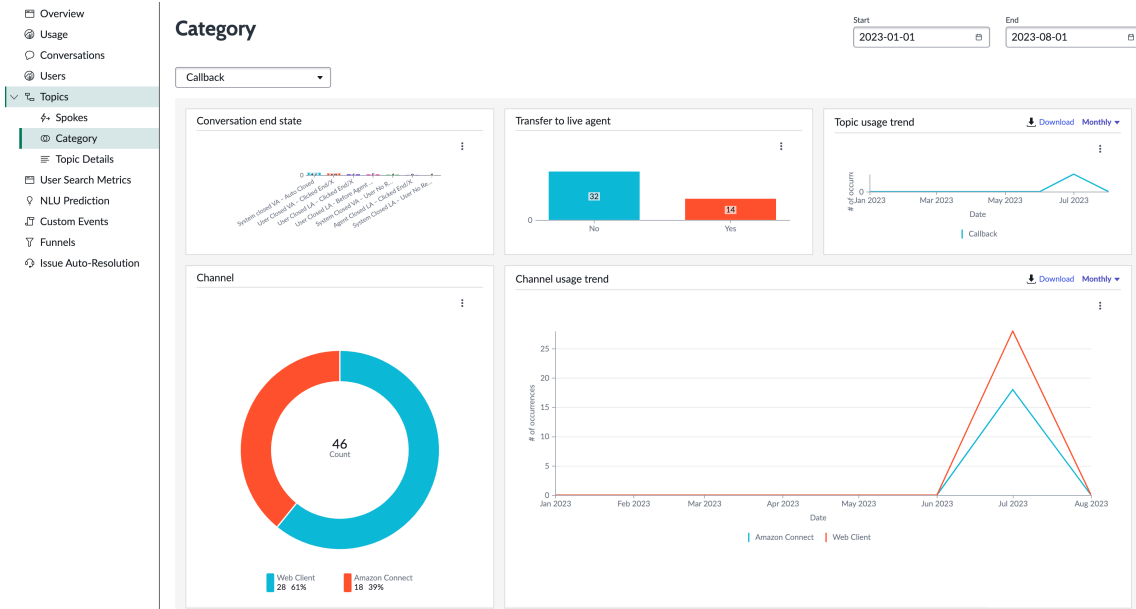 Overview
Usage
Conversations
Users
Topics
Spokes
Category
Topic Details
User Search Metrics
NLU Prediction
Custom Events
Funnels
Issue Auto-Resolution
Category
Start
2023-01-01
End
2023-08-01
Callback
Conversation end state
0
System closed VA - Auto Closed
User Closed VA - Clicked End/X
User Closed LA - Clicked End/X
User Closed LA - Before Agent ...
System Closed VA - User No R...
Agent Closed LA - Clicked End/X
System Closed LA - User No Re...
Transfer to live agent
32
14
0
No Yes
Topic usage trend
Download Monthly
# of occurrn
0
Jan 2023 Mar 2023 May 2023 Jul 2023
Date
Callback
Channel
46
Count
Web Client
28 61%
Amazon Connect
18 39%
Channel usage trend
Download Monthly
# of occurrences
25
20
15
10
5
0
Jan 2023 Feb 2023 Mar 2023 Apr 2023 May 2023 Jun 2023 Jul 2023 Aug 2023
Date
Amazon Connect Web Client